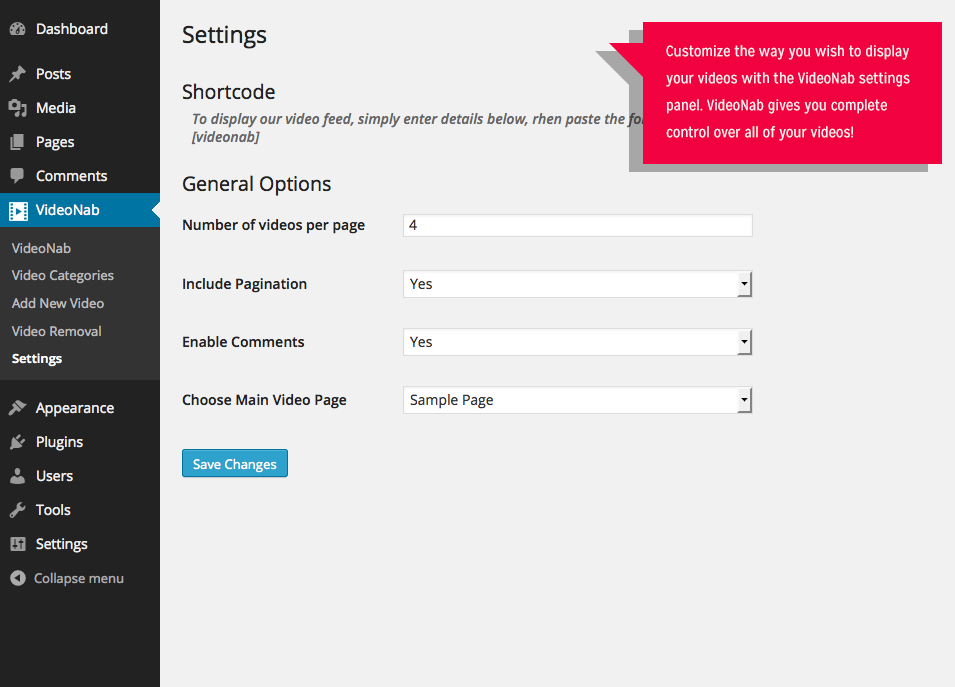 Dashboard
Posts
Media
Pages
Comments
VideoNab
VideoNab
Video Categories
Add New Video
Video Removal
Settings
Appearance
Plugins
Users
Tools
Settings
Collapse menu
Settings
Shortcode
To display our video feed, simply enter details below, rhen paste the
[videonab]
General Options
Number of videos per page 4
Include Pagination Yes
Enable Comments Yes
Choose Main Video Page Sample Page
Save Changes
Customize the way you wish to display
your videos with the VideoNab settings
panel. VideoNab gives you complete
control over all of your videos!